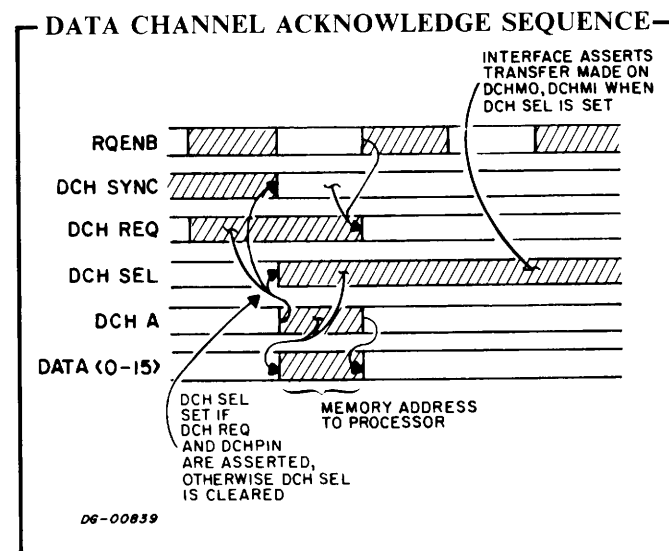 DATA CHANNEL ACKNOWLEDGE SEQUENCE
INTERFACE ASSERTS
TRANSFER MADE ON
DCHMO, DCHMI WHEN
DCH SEL IS SET
RQENB
DCH SYNC
DCH REQ
DCH SEL
DCH A
DATA <0-15>
DCH SEL
SET IF
DCH REQ
AND DCHPIN
ARE ASSERTED,
OTHERWISE DCH SEL
IS CLEARED
MEMORY ADDRESS
TO PROCESSOR
DG-00839